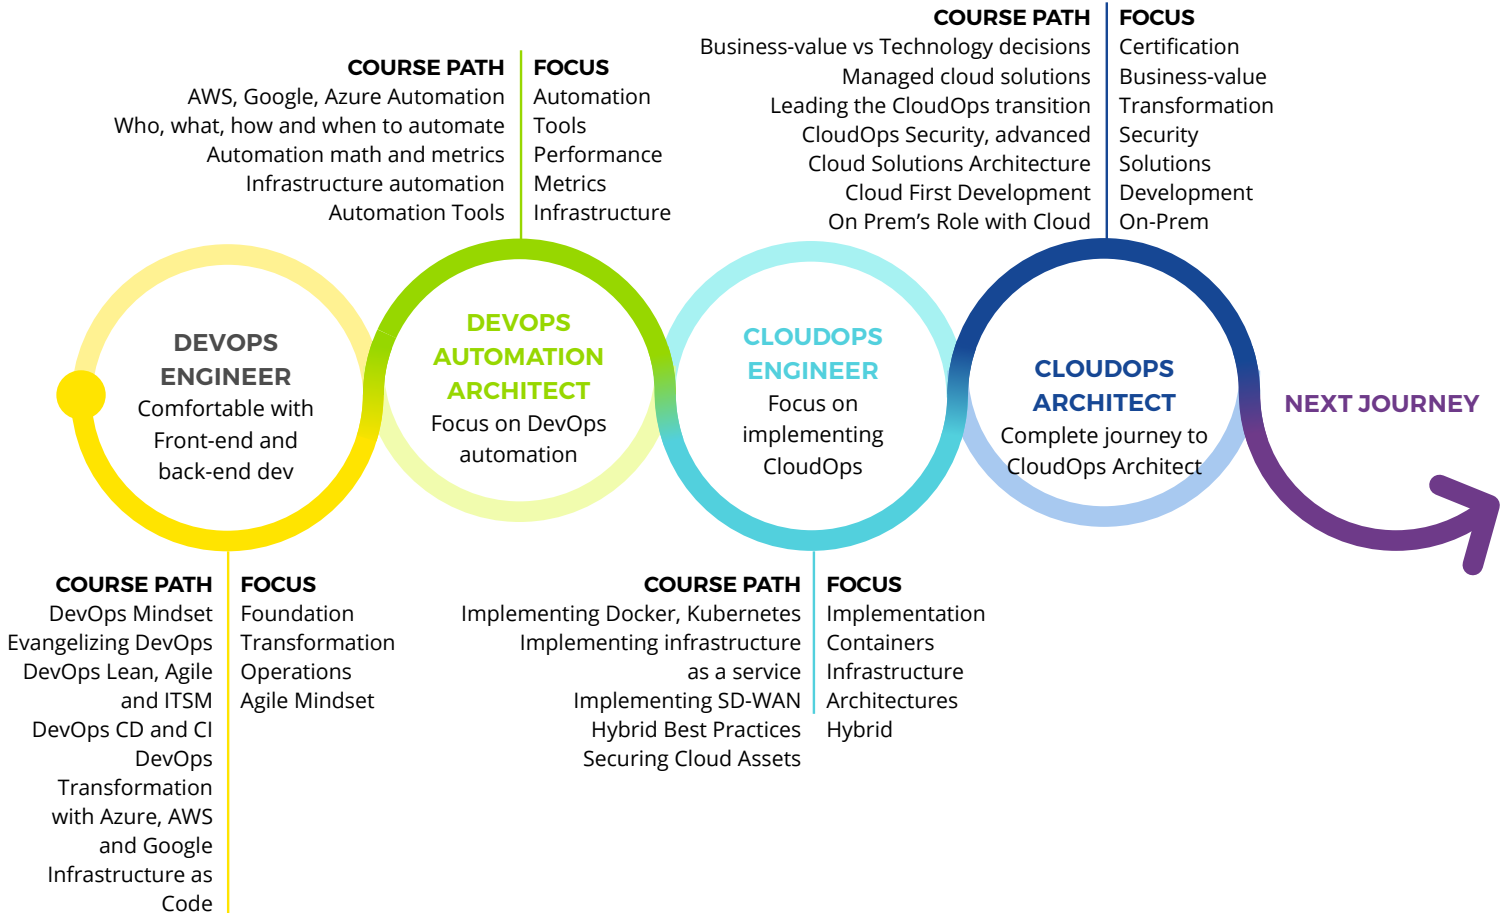 COURSE PATH
AWS, Google, Azure Automation
Who, what, how and when to automate
Automation math and metrics
Infrastructure automation
Automation Tools
FOCUS
Automation
Tools
Performance
Metrics
Infrastructure
COURSE PATH
Business-value vs Technology decisions
Managed cloud solutions
Leading the CloudOps transition
CloudOps Security, advanced
Cloud Solutions Architecture
Cloud First Development
On Prem’s Role with Cloud
FOCUS
Certification
Business-value
Transformation
Security
Solutions
Development
On-Prem
DEVOPS
ENGINEER
Comfortable with
Front-end and
back-end dev
DEVOPS
AUTOMATION
ARCHITECT
Focus on DevOps
automation
CLOUDOPS
ENGINEER
Focus on
implementing
CloudOps
CLOUDOPS
ARCHITECT
Complete journey to
CloudOps Architect
NEXT JOURNEY
COURSE PATH
DevOps Mindset
Evangelizing DevOps
DevOps Lean, Agile
and ITSM
DevOps CD and CI
DevOps
Transformation
with Azure, AWS
and Google
Infrastructure as
Code
FOCUS
Foundation
Transformation
Operations
Agile Mindset
COURSE PATH
Implementing Docker, Kubernetes
Implementing infrastructure
as a service
Implementing SD-WAN
Hybrid Best Practices
Securing Cloud Assets
FOCUS
Implementation
Containers
Infrastructure
Architectures
Hybrid